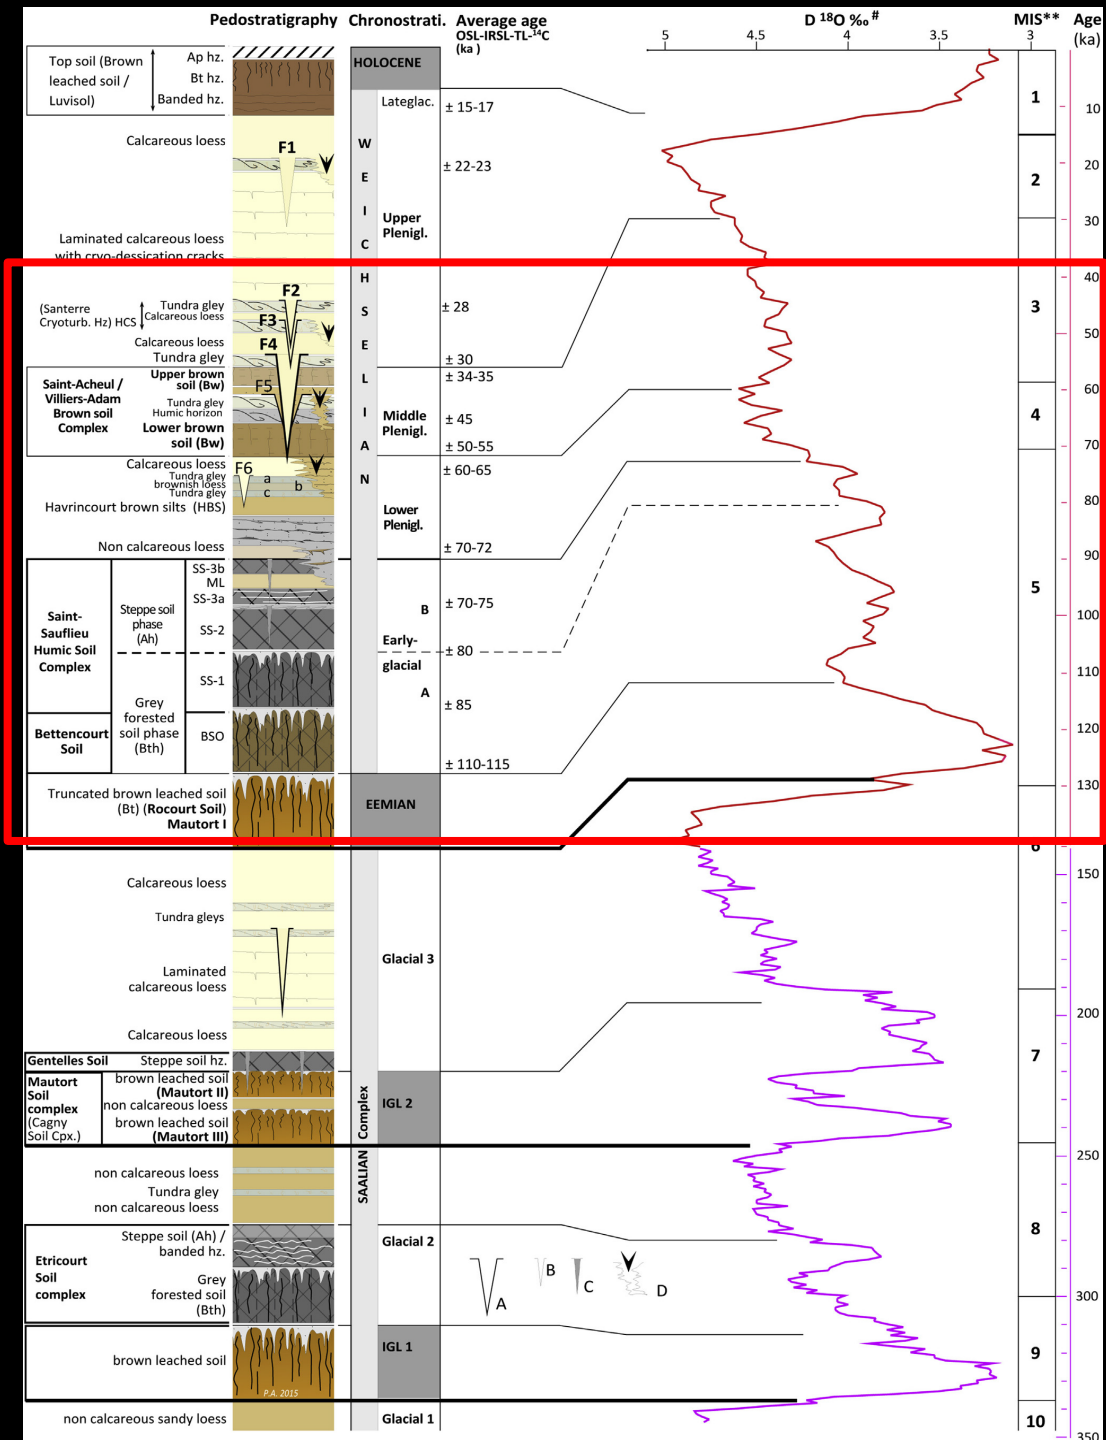 Pedostratigraphy Chronostrati. Average age D 18O ‰# MIS** Age
OSL-IRSL-TL-14C
(ka ) (ka)
5 4.5 4 3.5 3
Top soil (Brown
leached soil /
Luvisol)
Ap hz.
Bt hz.
Banded hz.
Calcareous loess
Laminated calcareous loess
with cryo-dessication cracks
(Santerre
Cryoturb. Hz) HCS
Tundra gley
Calcareous loess
Calcareous loess
Tundra gley
Saint-Acheul /
Villiers-Adam
Brown soil
Complex
Upper brown
soil (Bw)
Tundra gley
Humic horizon
Lower brown
soil (Bw)
Calcareous loess
Tundra gley
brownish loess
Tundra gley
Havrincourt brown silts (HBS)
Non calcareous loess
Saint-
Sauflieu
Humic Soil
Complex
Steppe soil
phase
(Ah)
SS-3b
ML
SS-3a
SS-2
SS-1
Grey
forested
soil phase
(Bth)
Bettencourt
Soil
BSO
Truncated brown leached soil
(Bt) (Rocourt Soil)
Mautort I
Calcareous loess
Tundra gleys
Laminated
calcareous loess
Calcareous loess
Gentelles Soil Steppe soil hz.
Mautort
Soil
complex
(Cagny
Soil Cpx.)
brown leached soil
(Mautort II)
non calcareous loess
brown leached soil
(Mautort III)
non calcareous loess
Tundra gley
non calcareous loess
Etricourt
Soil
complex
Steppe soil (Ah) /
banded hz.
Grey
forested soil
(Bth)
brown leached soil
non calcareous sandy loess
F1
F2
F3
F4
F5
F6
a
b
c
P.A. 2015
HOLOCENE
WEICHSELIAN
Lateglac.
Upper
Plenigl.
Middle
Plenigl.
Lower
Plenigl.
B
Early-
glacial
A
EEMIAN
SAALIAN Complex
Glacial 3
IGL 2
Glacial 2
IGL 1
Glacial 1
± 15-17
± 22-23
± 28
± 30
± 34-35
± 45
± 50-55
± 60-65
± 70-72
± 70-75
± 80
± 85
± 110-115
A
B
C
D
1
2
3
4
5
6
7
8
9
10
10
20
30
40
50
60
70
80
90
100
110
120
130
150
200
250
300
350